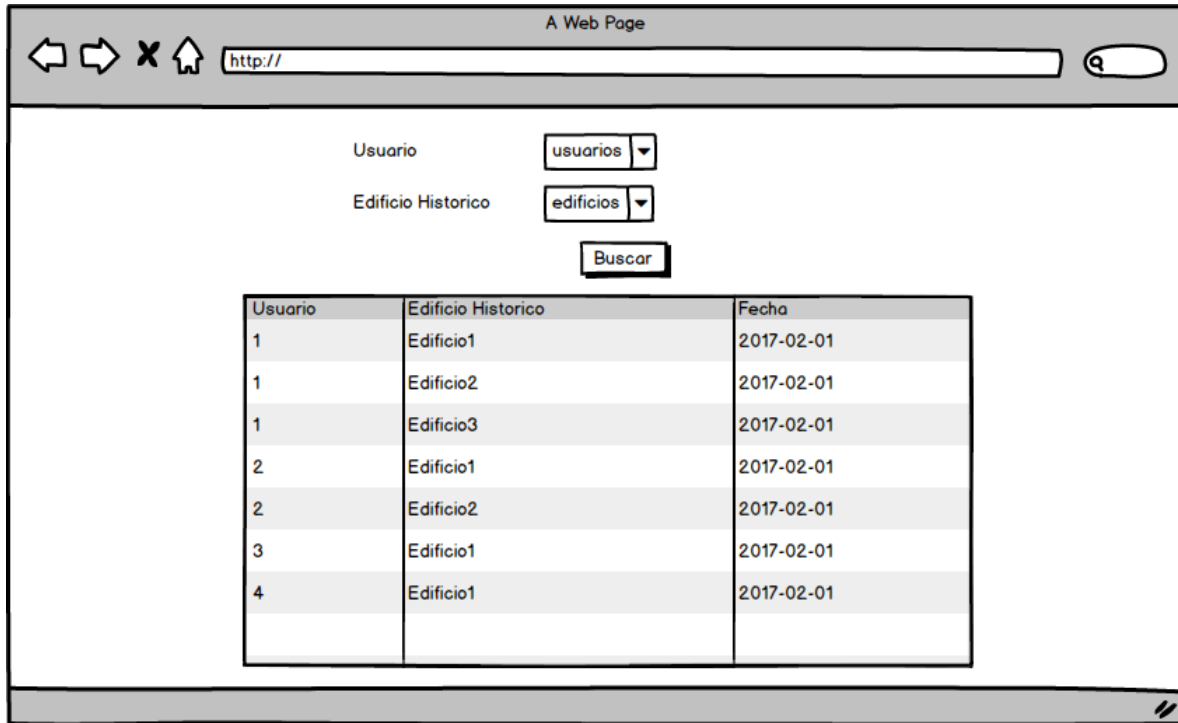 A Web Page
http://
Usuario usuarios
Edificio Historico edificios
Buscar
Usuario Edificio Historico Fecha
1 Edificio1 2017-02-01
1 Edificio2 2017-02-01
1 Edificio3 2017-02-01
2 Edificio1 2017-02-01
2 Edificio2 2017-02-01
3 Edificio1 2017-02-01
4 Edificio1 2017-02-01